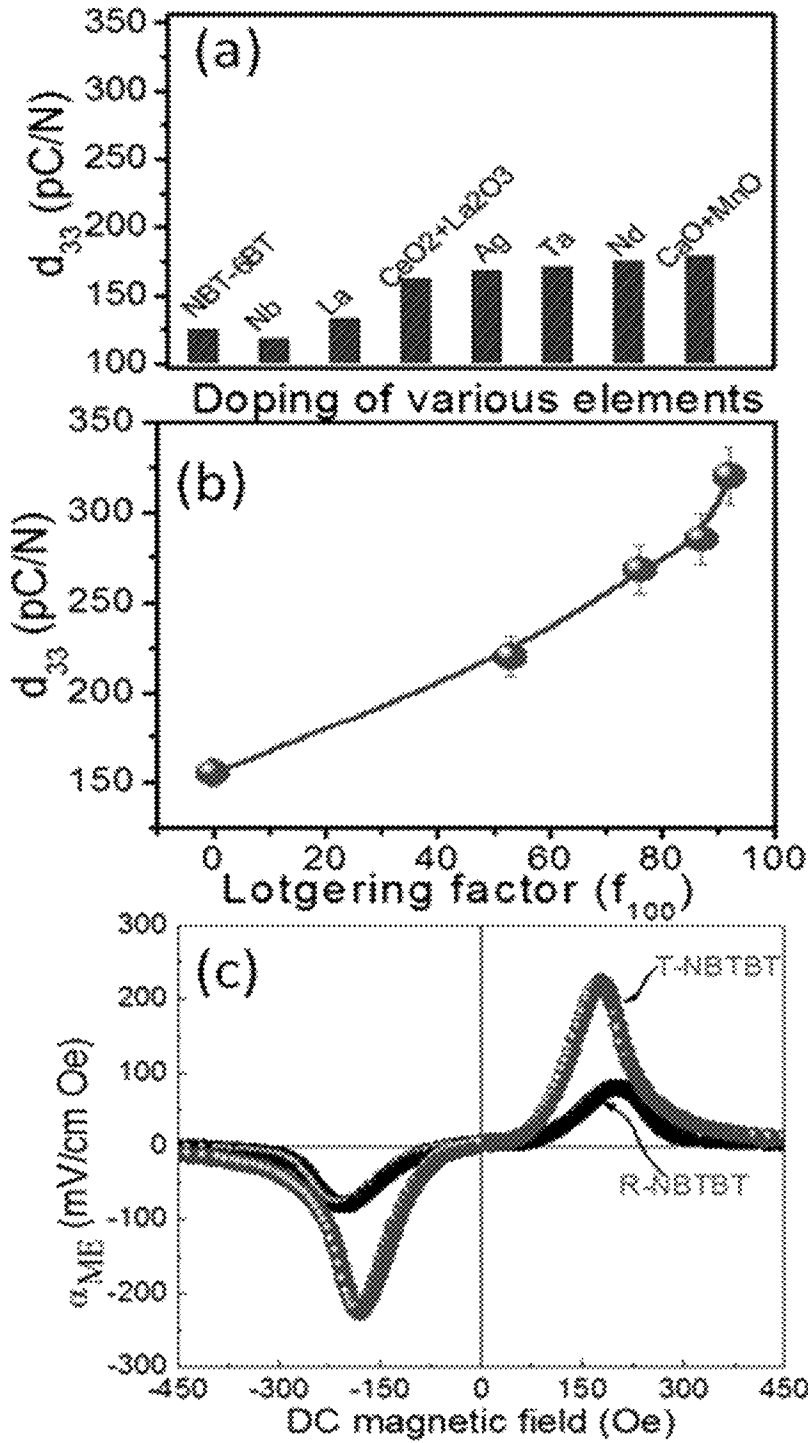 (a)
d33 (pC/N)
350
300
250
200
150
100
NBT-6BT
Nb
La
CeO2+La2O3
Ag
Ta
Nd
CaO+MnO
Doping of various elements
(b)
d33 (pC/N)
350
300
250
200
150
0 20 40 60 80 100
Lotgering factor (f100)
(c)
αME (mV/cm Oe)
300
200
100
0
-100
-200
-300
T-NBTBT
R-NBTBT
-450 -300 -150 0 150 300 450
DC magnetic field (Oe)